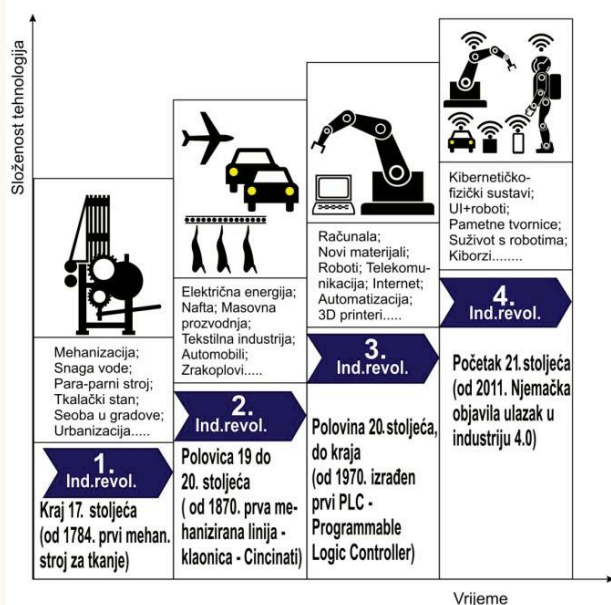 Složenost tehnologija
Mehanizacija;
Snaga vode;
Para-parni stroj;
Tkalački stan;
Seoba u gradove;
Urbanizacija.....
1.
Ind.revol.
Kraj 17. stoljeća
(od 1784. prvi mehan.
stroj za tkanje)
Električna energija;
Nafta; Masovna
prozvodnja;
Tekstilna industrija;
Automobili;
Zrakoplovi.....
2.
Ind.revol.
Polovica 19 do
20. stoljeća
( od 1870. prva me-
hanizirana linija -
klaonica - Cincinati)
Računala;
Novi materijali;
Roboti; Telekomu-
nikacija; Internet;
Automatizacija;
3D printeri.....
3.
Ind.revol.
Polovina 20.stoljeća,
do kraja
(od 1970. izrađen
prvi PLC -
Programmable
Logic Controller)
Kibernetičko-
fizički sustavi;
UI+roboti;
Pametne tvornice;
Suživot s robotima;
Kiborzi........
4.
Ind.revol.
Početak 21.stoljeća
(od 2011. Njemačka
objavila ulazak u
industriju 4.0)
Vrijeme